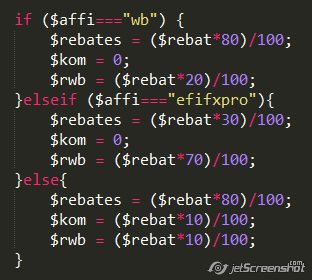 if ($affi==="wb") {
    $rebates = ($rebat*80)/100;
    $kom = 0;
    $rwb = ($rebat*20)/100;
}elseif ($affi==="efifxpro"){
    $rebates = ($rebat*30)/100;
    $kom = 0;
    $rwb = ($rebat*70)/100;
}else{
    $rebates = ($rebat*80)/100;
    $kom = ($rebat*10)/100;
    $rwb = ($rebat*10)/100;
}
jetScreenshot.com